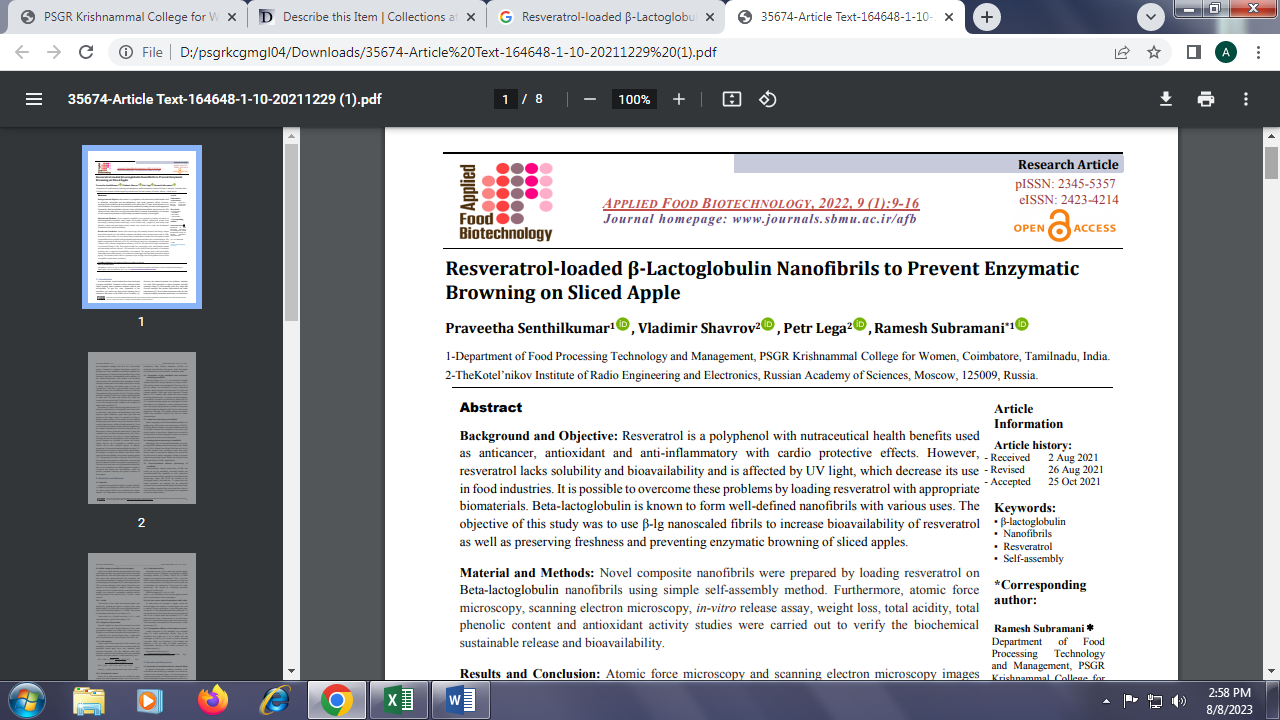 PSGR Krishnammal College for W
Describe this Item | Collections at
Resveratrol-loaded β-Lactoglobu
35674-Article Text-164648-1-10-
File
D:/psgrkcgmgl04/Downloads/35674-Article%20Text-164648-1-10-20211229%20(1).pdf
A
35674-Article Text-164648-1-10-20211229 (1).pdf
1 / 8
100%
1
2
Applied
Food
Biotechnology
APPLIED FOOD BIOTECHNOLOGY, 2022, 9 (1):9-16
Journal homepage: www.journals.sbmu.ac.ir/afb
Research Article
pISSN: 2345-5357
eISSN: 2423-4214
OPEN ACCESS
Resveratrol-loaded β-Lactoglobulin Nanofibrils to Prevent Enzymatic
Browning on Sliced Apple
Praveetha Senthilkumar1 iD, Vladimir Shavrov2 iD, Petr Lega2 iD, Ramesh Subramani*1 iD
1-Department of Food Processing Technology and Management, PSGR Krishnammal College for Women, Coimbatore, Tamilnadu, India.
2-TheKotel’nikov Institute of Radio Engineering and Electronics, Russian Academy of Sciences, Moscow, 125009, Russia.
Abstract
Background and Objective: Resveratrol is a polyphenol with nutraceutical health benefits used
as anticancer, antioxidant and anti-inflammatory with cardio protective effects. However,
resveratrol lacks solubility and bioavailability and is affected by UV light, which decrease its use
in food industries. It is possible to overcome these problems by loading resveratrol with appropriate
biomaterials. Beta-lactoglobulin is known to form well-defined nanofibrils with various uses. The
objective of this study was to use β-lg nanoscaled fibrils to increase bioavailability of resveratrol
as well as preserving freshness and preventing enzymatic browning of sliced apples.
Material and Methods: Novel composite nanofibrils were prepared by loading resveratrol on
Beta-lactoglobulin nanofibrils using simple self-assembly method. Furthermore, atomic force
microscopy, scanning electron microscopy, in-vitro release assay, weight loss, total acidity, total
phenolic content and antioxidant activity studies were carried out to verify the biochemical
sustainable release and bioavailability.
Results and Conclusion: Atomic force microscopy and scanning electron microscopy images
Article
Information
Article history:
- Received 2 Aug 2021
- Revised 26 Aug 2021
- Accepted 25 Oct 2021
Keywords:
• β-lactoglobulin
• Nanofibrils
• Resveratrol
• Self-assembly
*Corresponding
author:
Ramesh Subramani *
Department of Food
Processing Technology
and Management, PSGR
Krishnammal College for
2:58 PM
8/8/2023